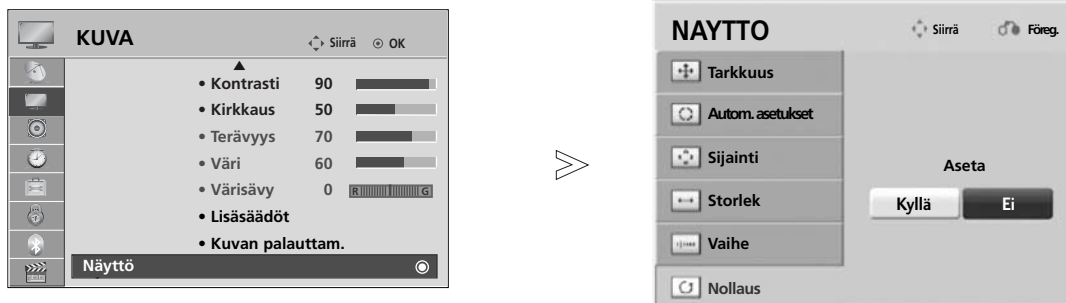 KUVA
Siirrä OK
• Kontrasti 90
• Kirkkaus 50
• Terävyys 70
• Väri 60
• Värisävy 0 R G
• Lisäsäädöt
• Kuvan palauttam.
Näyttö
NAYTTO
Siirrä Föreg.
Tarkkuus
Autom. asetukset
Sijainti
Storlek
Vaihe
Nollaus
Aseta
Kyllä Ei